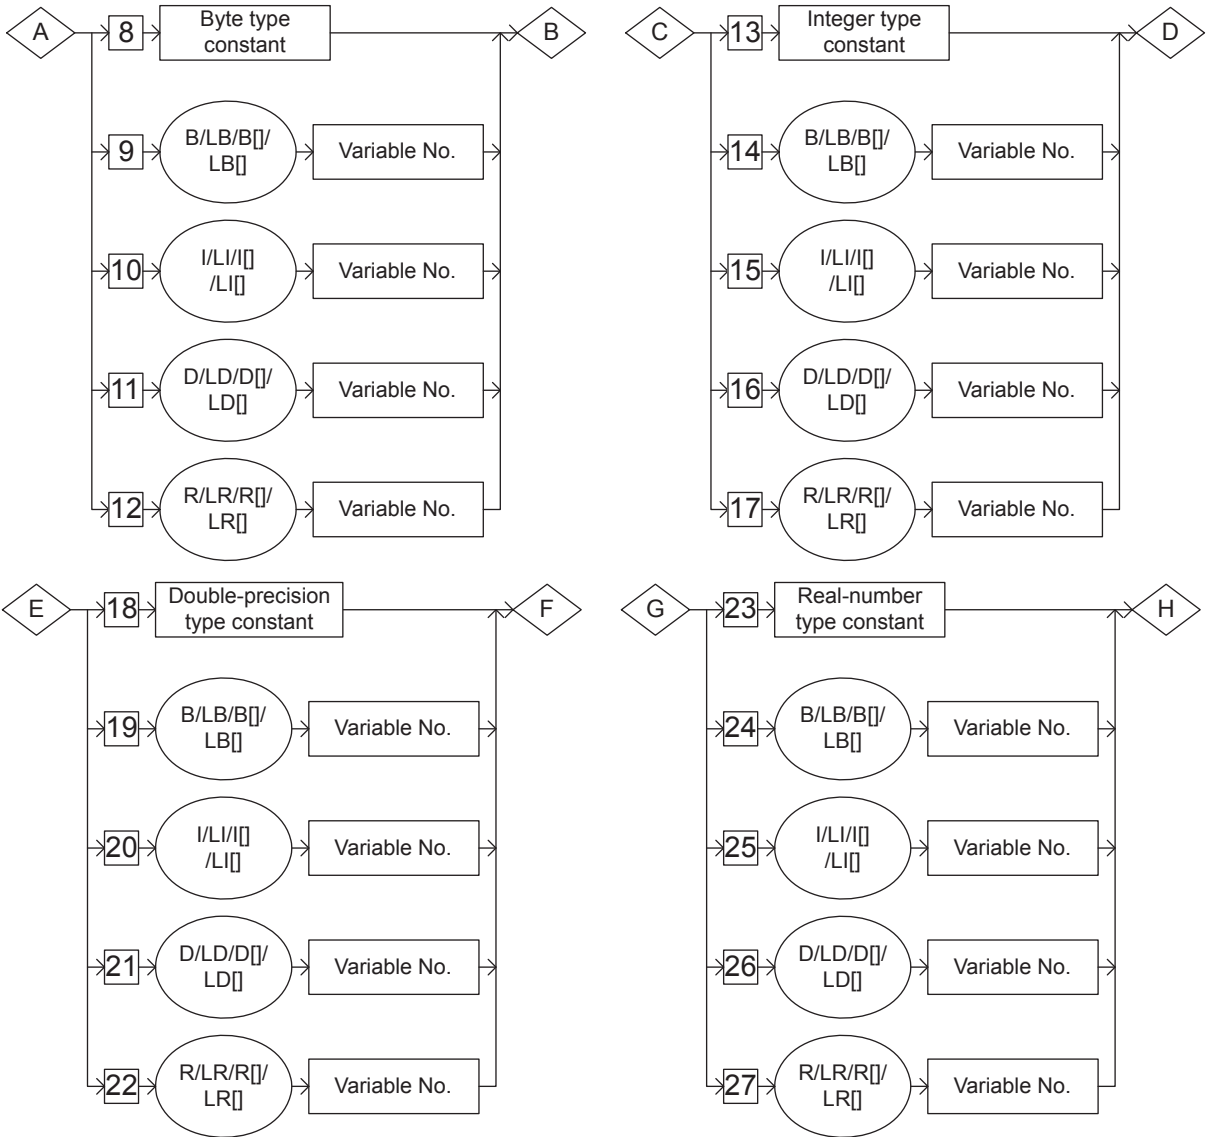 A
8
Byte type
constant
B
9
B/LB/B[]/
LB[]
Variable No.
10
I/LI/I[]
/LI[]
Variable No.
11
D/LD/D[]/
LD[]
Variable No.
12
R/LR/R[]/
LR[]
Variable No.
C
13
Integer type
constant
D
14
B/LB/B[]/
LB[]
Variable No.
15
I/LI/I[]
/LI[]
Variable No.
16
D/LD/D[]/
LD[]
Variable No.
17
R/LR/R[]/
LR[]
Variable No.
E
18
Double-precision
type constant
F
19
B/LB/B[]/
LB[]
Variable No.
20
I/LI/I[]
/LI[]
Variable No.
21
D/LD/D[]/
LD[]
Variable No.
22
R/LR/R[]/
LR[]
Variable No.
G
23
Real-number
type constant
H
24
B/LB/B[]/
LB[]
Variable No.
25
I/LI/I[]
/LI[]
Variable No.
26
D/LD/D[]/
LD[]
Variable No.
27
R/LR/R[]/
LR[]
Variable No.